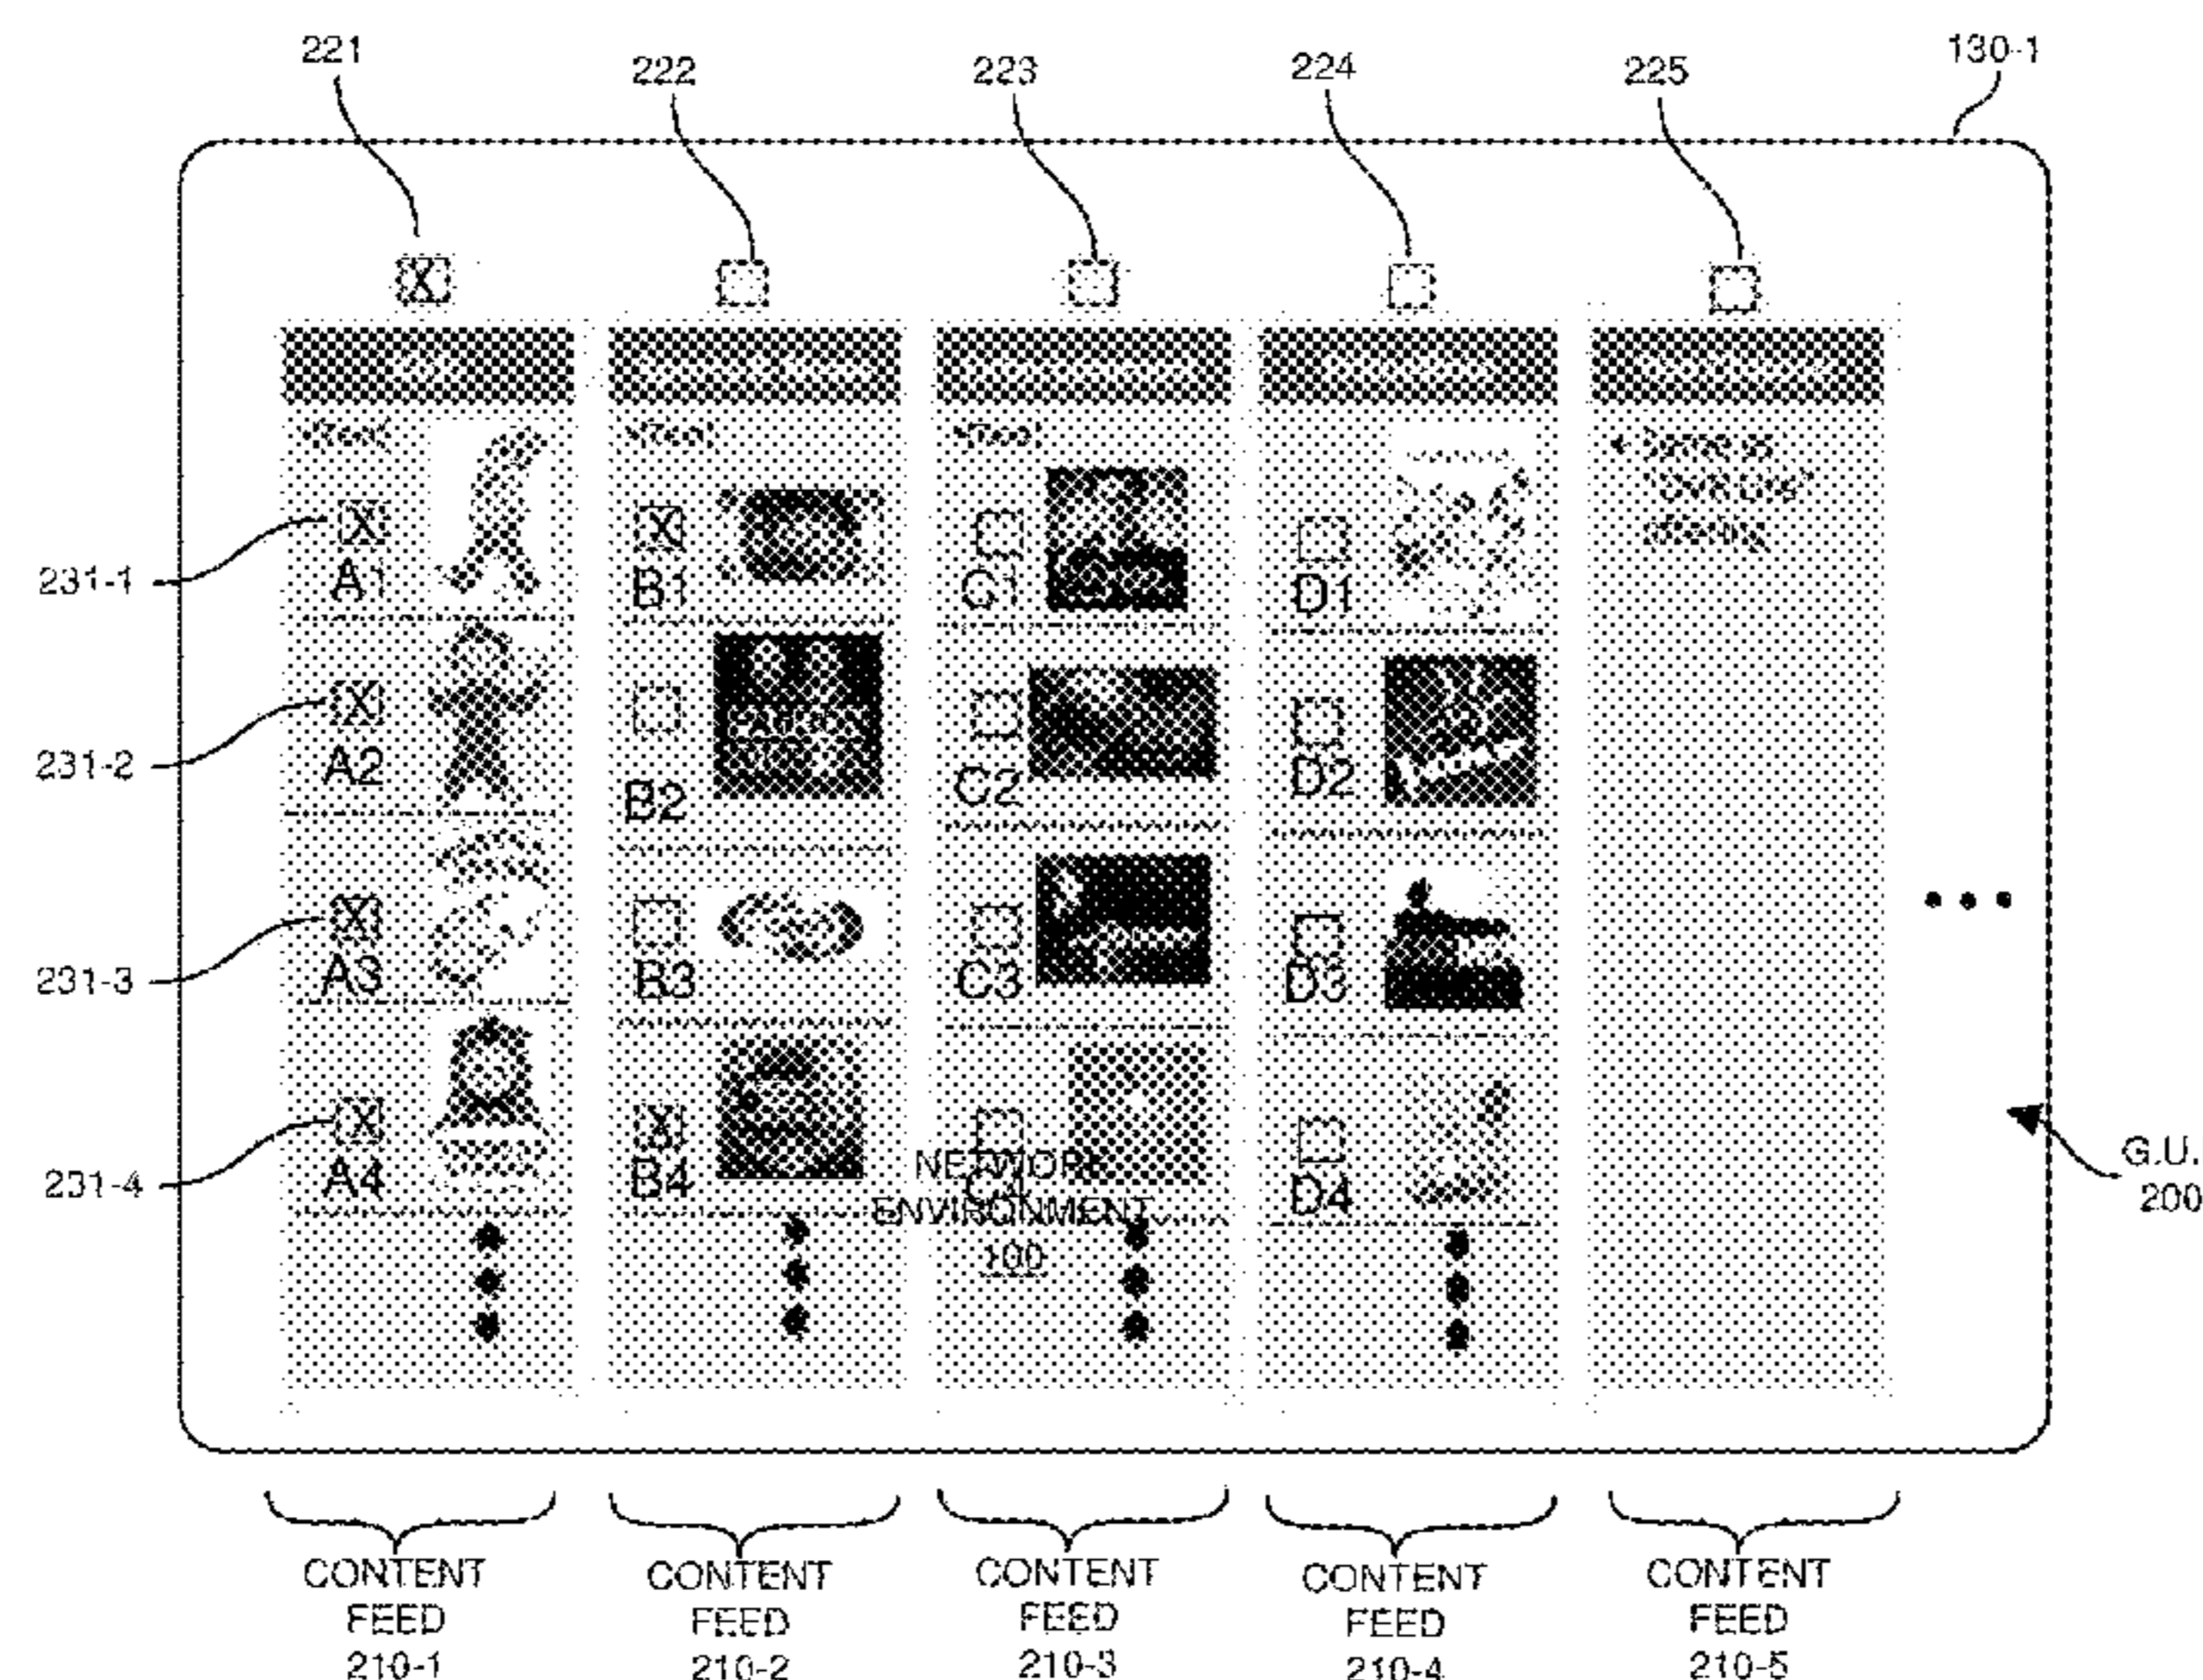 221
222
223
224
225
130-1
X
X
A1
X
B1
C1
D1
231-1
X
A2
B2
C2
D2
231-2
X
A3
B3
C3
D3
231-3
X
A4
X
B4
D4
231-4
NETWORK
ENVIRONMENT
100
G.U.I.
200
CONTENT
FEED
210-1
CONTENT
FEED
210-2
CONTENT
FEED
210-3
CONTENT
FEED
210-4
CONTENT
FEED
210-5